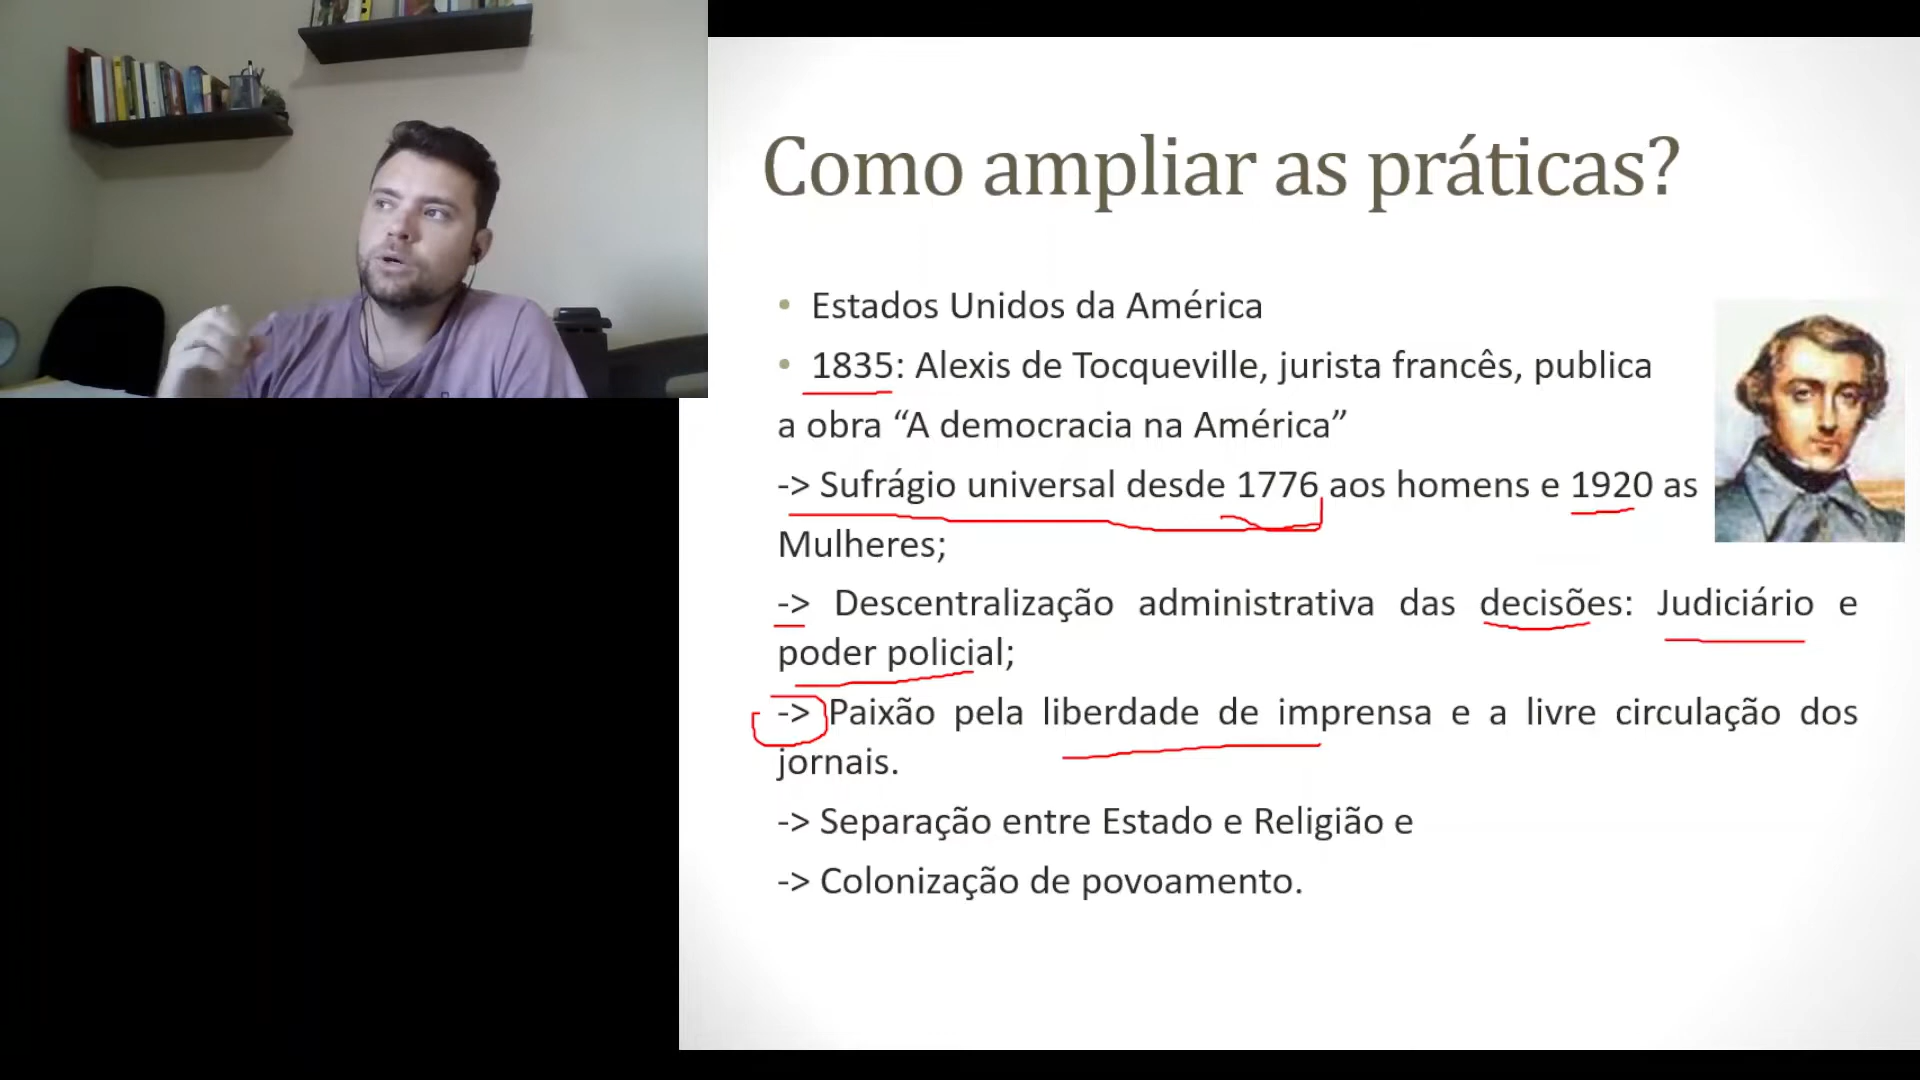 Como ampliar as práticas?
• Estados Unidos da América
• 1835: Alexis de Tocqueville, jurista francês, publica
a obra “A democracia na América”
-> Sufrágio universal desde 1776 aos homens e 1920 as
Mulheres;
-> Descentralização administrativa das decisões: Judiciário e
poder policial;
-> Paixão pela liberdade de imprensa e a livre circulação dos
jornais.
-> Separação entre Estado e Religião e
-> Colonização de povoamento.